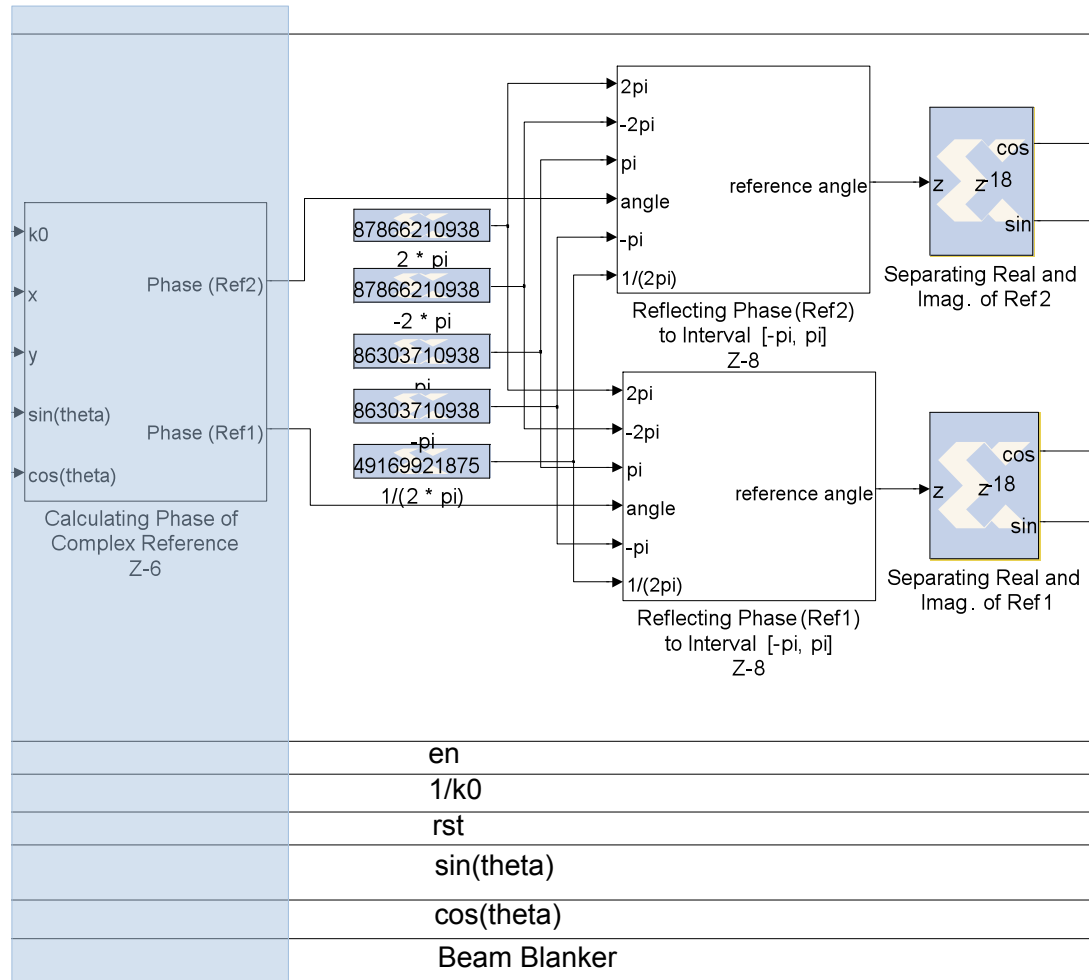 k0
x
y
sin(theta)
cos(theta)
Phase (Ref2)
Phase (Ref1)
Calculating Phase of
Complex Reference
Z-6
87866210938
2 * pi
87866210938
-2 * pi
86303710938
pi
86303710938
-pi
49169921875
1/(2 * pi)
2pi
-2pi
pi
angle
-pi
1/(2pi)
reference angle
Reflecting Phase (Ref2)
to Interval [-pi, pi]
Z-8
2pi
-2pi
pi
angle
-pi
1/(2pi)
reference angle
Reflecting Phase (Ref1)
to Interval [-pi, pi]
Z-8
z
z-18
cos
sin
Separating Real and
Imag. of Ref2
z
z-18
cos
sin
Separating Real and
Imag. of Ref1
en
1/k0
rst
sin(theta)
cos(theta)
Beam Blanker